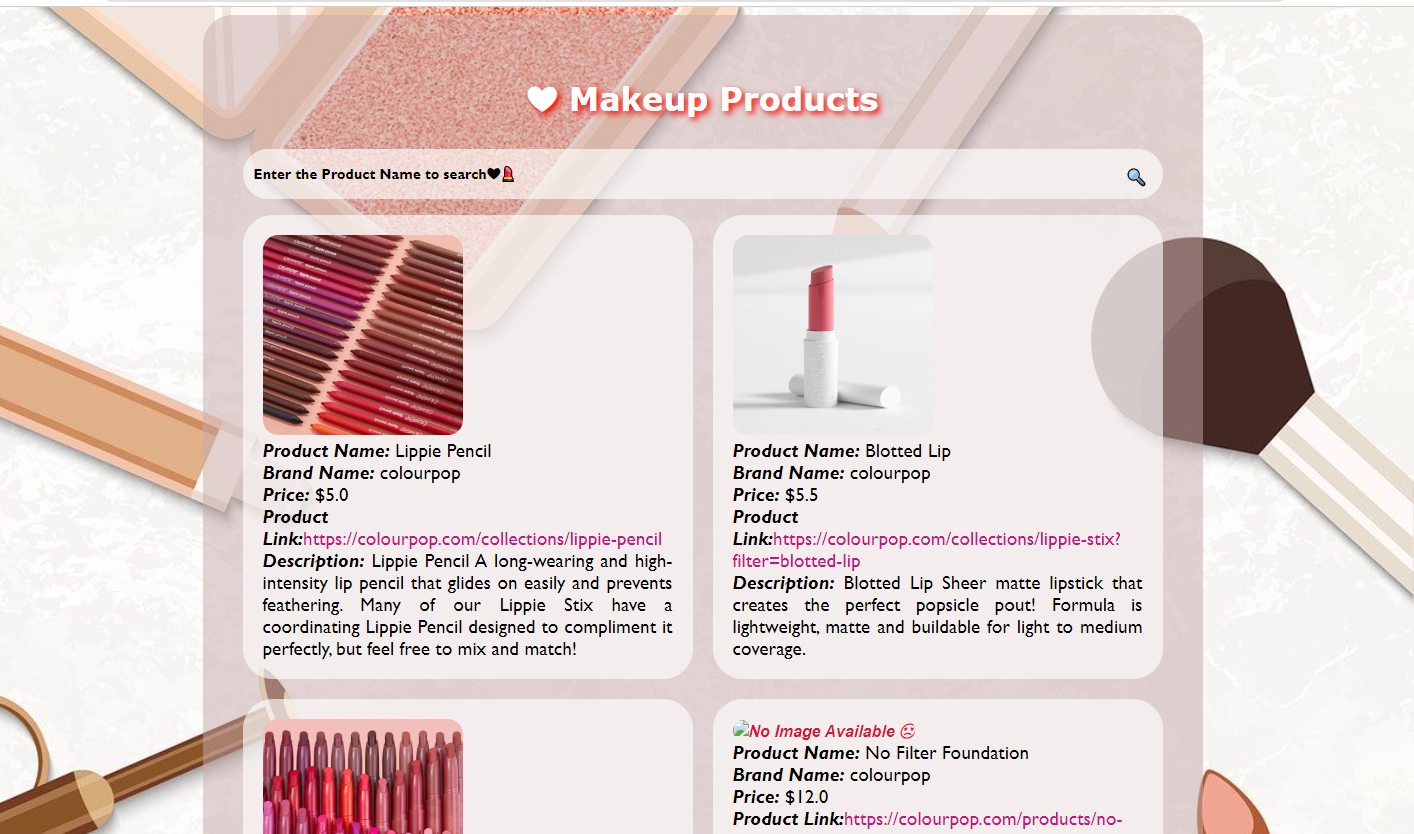 🤍 Makeup Products
Enter the Product Name to search🖤💄
Product Name: Lippie Pencil
Brand Name: colourpop
Price: $5.0
Product
Link:https://colourpop.com/collections/lippie-pencil
Description: Lippie Pencil A long-wearing and high-
intensity lip pencil that glides on easily and prevents
feathering. Many of our Lippie Stix have a
coordinating Lippie Pencil designed to compliment it
perfectly, but feel free to mix and match!
Product Name: Blotted Lip
Brand Name: colourpop
Price: $5.5
Product
Link:https://colourpop.com/collections/lippie-stix?
filter=blotted-lip
Description: Blotted Lip Sheer matte lipstick that
creates the perfect popsicle pout! Formula is
lightweight, matte and buildable for light to medium
coverage.
No Image Available
Product Name: No Filter Foundation
Brand Name: colourpop
Price: $12.0
Product Link:https://colourpop.com/products/no-